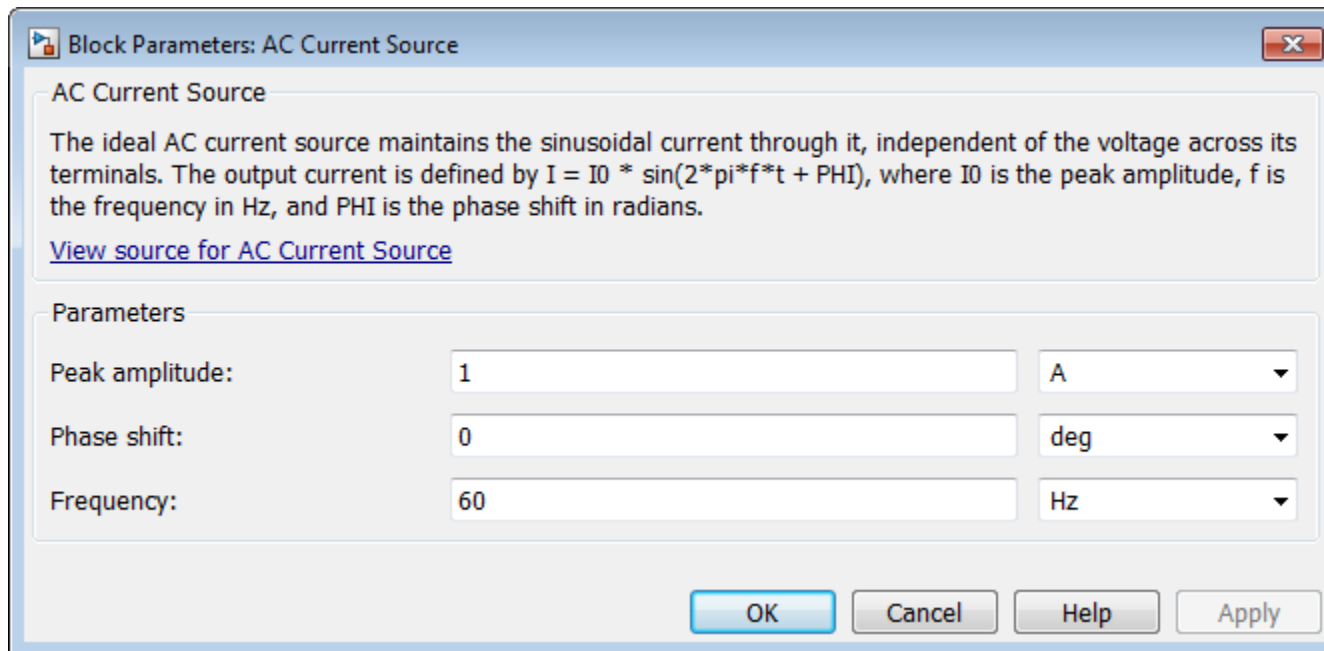 Block Parameters: AC Current Source
AC Current Source
The ideal AC current source maintains the sinusoidal current through it, independent of the voltage across its
terminals. The output current is defined by I = I0 * sin(2*pi*f*t + PHI), where I0 is the peak amplitude, f is
the frequency in Hz, and PHI is the phase shift in radians.
View source for AC Current Source
Parameters
Peak amplitude: 1 A
Phase shift: 0 deg
Frequency: 60 Hz
OK Cancel Help Apply